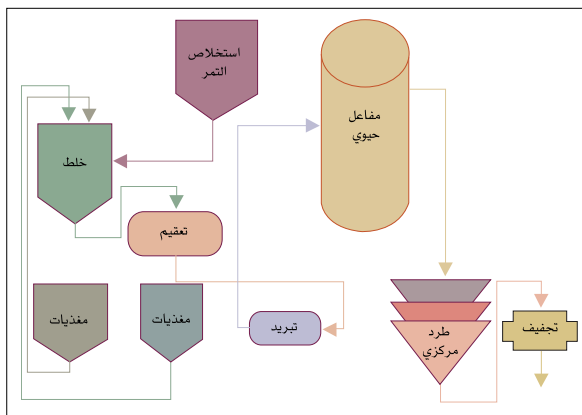 استخلاص
التمر
مفاعل
حيوي
خلط
تعقيم
مغذيات
مغذيات
تبريد
طرد
مركزي
تجفيف